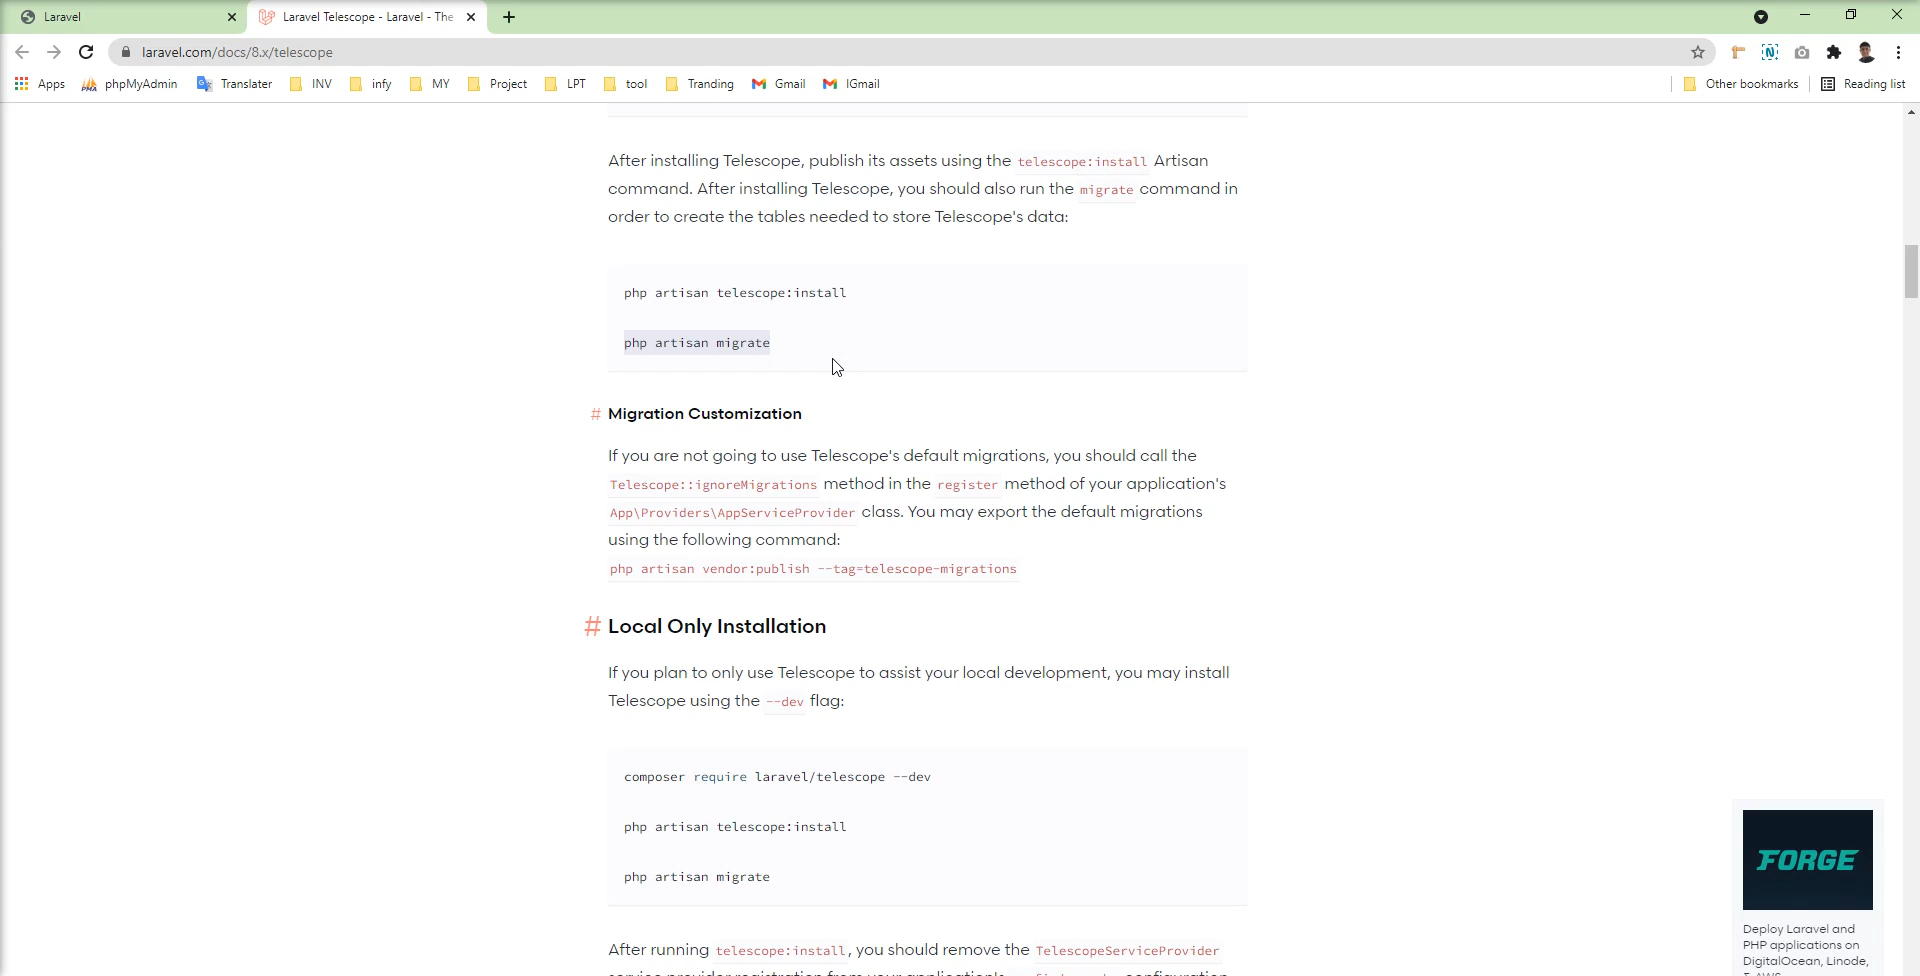 Laravel
Laravel Telescope - Laravel - The
laravel.com/docs/8.x/telescope
Apps phpMyAdmin Translater INV infy MY Project LPT tool Tranding Gmail IGmail Other bookmarks Reading list
After installing Telescope, publish its assets using the telescope:install Artisan
command. After installing Telescope, you should also run the migrate command in
order to create the tables needed to store Telescope's data:
php artisan telescope:install
php artisan migrate
# Migration Customization
If you are not going to use Telescope's default migrations, you should call the
Telescope::ignoreMigrations method in the register method of your application's
App\Providers\AppServiceProvider class. You may export the default migrations
using the following command:
php artisan vendor:publish --tag=telescope-migrations
# Local Only Installation
If you plan to only use Telescope to assist your local development, you may install
Telescope using the --dev flag:
composer require laravel/telescope --dev
php artisan telescope:install
php artisan migrate
After running telescope:install, you should remove the TelescopeServiceProvider
service provider registration from your application's
configuration
FORGE
Deploy Laravel and
PHP applications on
DigitalOcean, Linode,